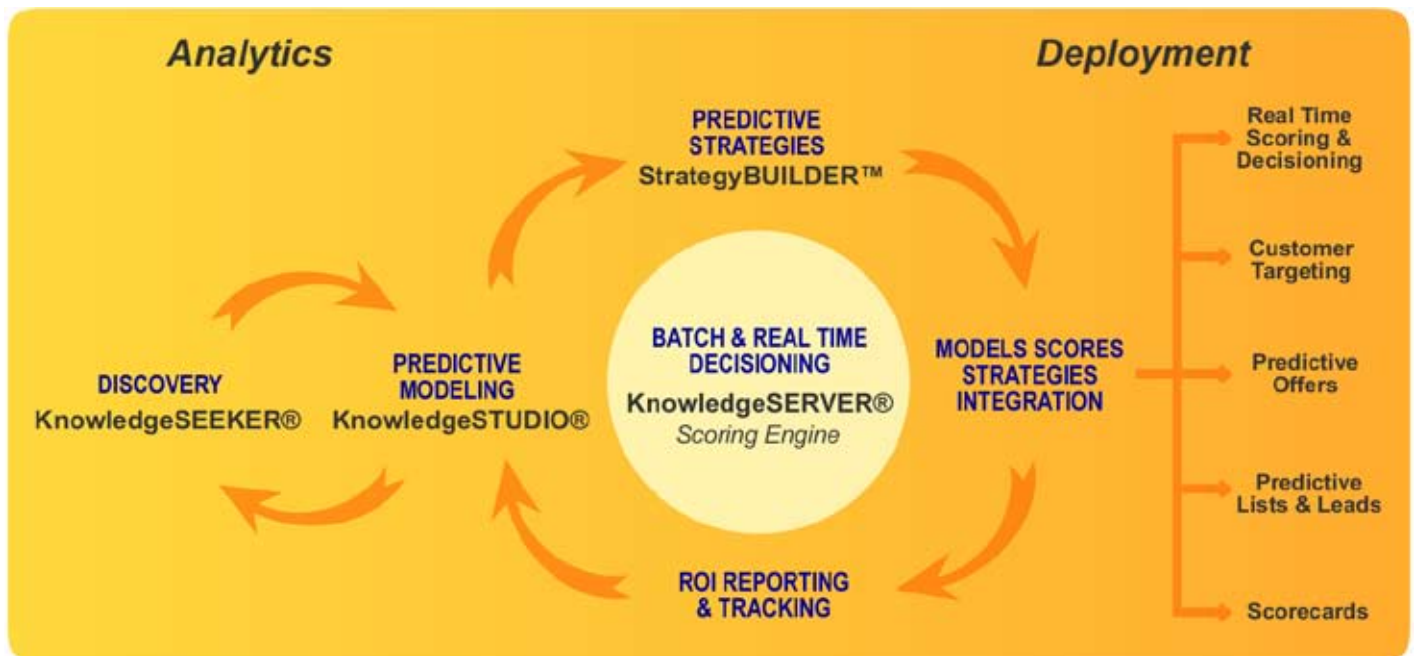 Analytics
Deployment
PREDICTIVE
STRATEGIES
StrategyBUILDER™
DISCOVERY
KnowledgeSEEKER®
PREDICTIVE
MODELING
KnowledgeSTUDIO®
BATCH & REAL TIME
DECISIONING
KnowledgeSERVER®
Scoring Engine
MODELS SCORES
STRATEGIES
INTEGRATION
ROI REPORTING
& TRACKING
Real Time
Scoring &
Decisioning
Customer
Targeting
Predictive
Offers
Predictive
Lists & Leads
Scorecards